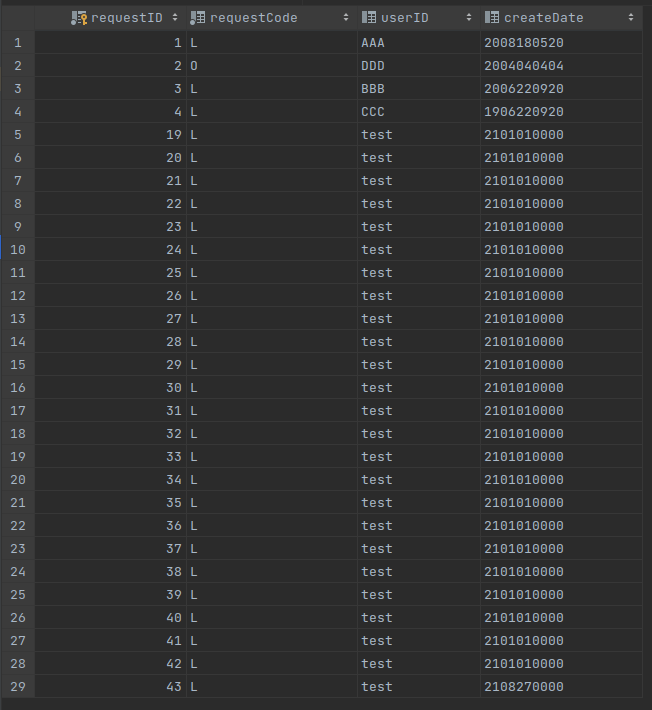 requestID requestCode userID createDate
1 1 L AAA 2008180520
2 2 O DDD 2004040404
3 3 L BBB 2006220920
4 4 L CCC 1906220920
5 19 L test 2101010000
6 20 L test 2101010000
7 21 L test 2101010000
8 22 L test 2101010000
9 23 L test 2101010000
10 24 L test 2101010000
11 25 L test 2101010000
12 26 L test 2101010000
13 27 L test 2101010000
14 28 L test 2101010000
15 29 L test 2101010000
16 30 L test 2101010000
17 31 L test 2101010000
18 32 L test 2101010000
19 33 L test 2101010000
20 34 L test 2101010000
21 35 L test 2101010000
22 36 L test 2101010000
23 37 L test 2101010000
24 38 L test 2101010000
25 39 L test 2101010000
26 40 L test 2101010000
27 41 L test 2101010000
28 42 L test 2101010000
29 43 L test 2108270000